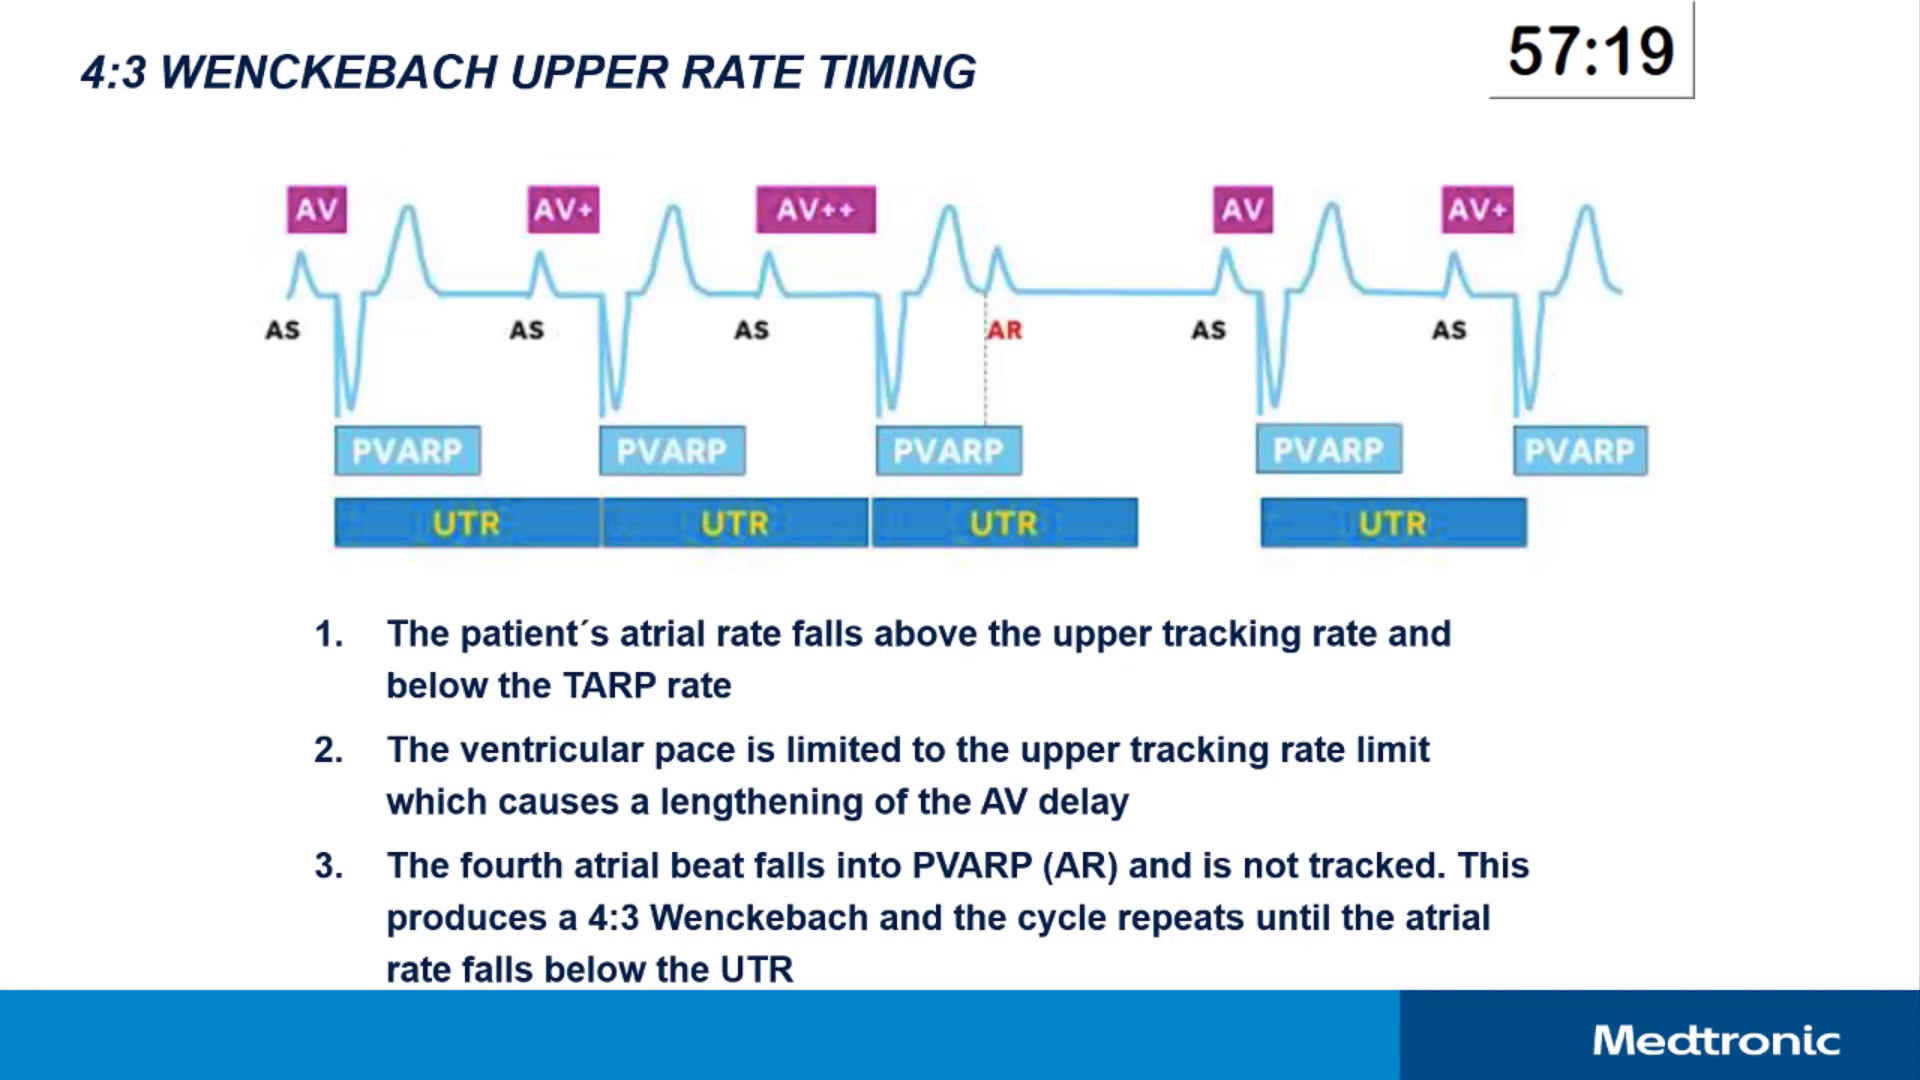 4:3 WENCKEBACH UPPER RATE TIMING
57:19
AV AV+ AV++ AV AV+
AS AS AS AR AS AS
PVARP PVARP PVARP PVARP PVARP
UTR UTR UTR UTR
1. The patient´s atrial rate falls above the upper tracking rate and
below the TARP rate
2. The ventricular pace is limited to the upper tracking rate limit
which causes a lengthening of the AV delay
3. The fourth atrial beat falls into PVARP (AR) and is not tracked. This
produces a 4:3 Wenckebach and the cycle repeats until the atrial
rate falls below the UTR
Medtronic